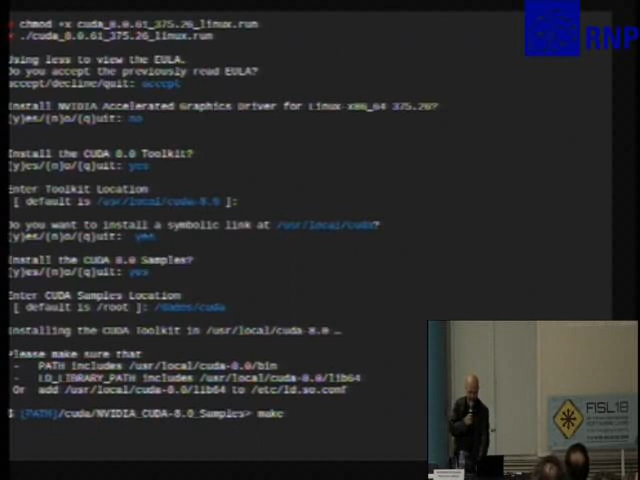 chmod +x cuda_8.0.61_375.26_linux.run
./cuda_8.0.61_375.26_linux.run
Using less to view the EULA.
Do you accept the previously read EULA?
accept/decline/quit: accept
Install NVIDIA Accelerated Graphics Driver for Linux-x86_64 375.26?
(y)es/(n)o/(q)uit: no
Install the CUDA 8.0 Toolkit?
(y)es/(n)o/(q)uit: yes
Enter Toolkit Location
[ default is /usr/local/cuda-8.0 ]:
Do you want to install a symbolic link at /usr/local/cuda?
(y)es/(n)o/(q)uit: yes
Install the CUDA 8.0 Samples?
(y)es/(n)o/(q)uit: yes
Enter CUDA Samples Location
[ default is /root ]: /dados/cuda
Installing the CUDA Toolkit in /usr/local/cuda-8.0 …
Please make sure that
- PATH includes /usr/local/cuda-8.0/bin
- LD_LIBRARY_PATH includes /usr/local/cuda-8.0/lib64
Or add /usr/local/cuda-8.0/lib64 to /etc/ld.so.conf
$ [PATH]/cuda/NVIDIA_CUDA-8.0_Samples> make
RNP
FISL18